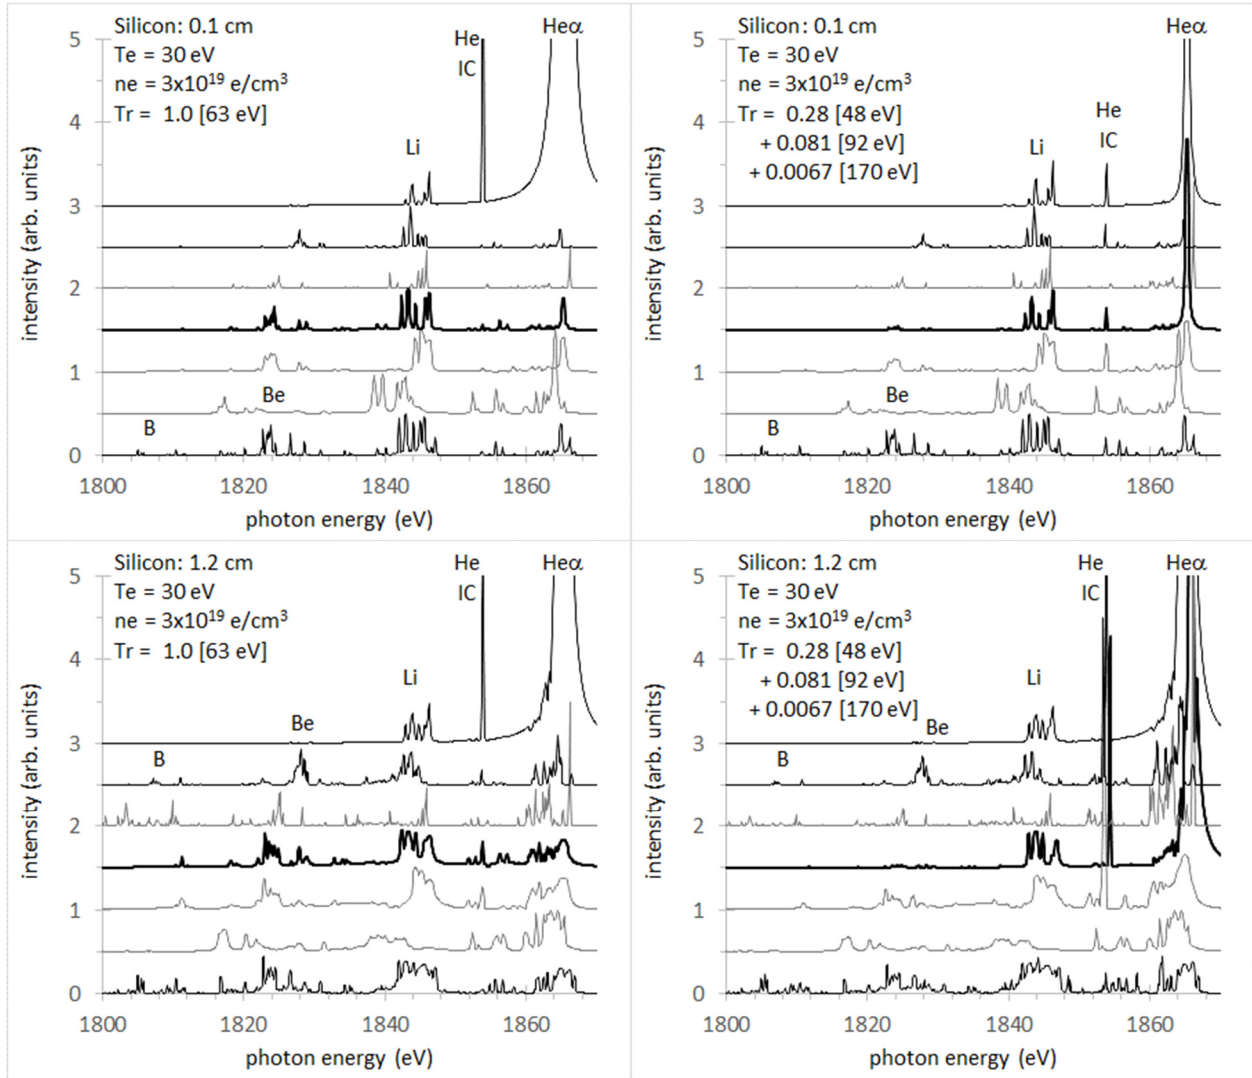 Silicon: 0.1 cm
Te = 30 eV
ne = 3x10¹⁹ e/cm³
Tr = 1.0 [63 eV]
He
IC
Heα
Li
Be
B
5
4
3
2
1
0
intensity (arb. units)
1800 1820 1840 1860
photon energy (eV)
Silicon: 0.1 cm
Te = 30 eV
ne = 3x10¹⁹ e/cm³
Tr = 0.28 [48 eV]
+ 0.081 [92 eV]
+ 0.0067 [170 eV]
Heα
He
IC
Li
Be
B
5
4
3
2
1
0
intensity (arb. units)
1800 1820 1840 1860
photon energy (eV)
Silicon: 1.2 cm
Te = 30 eV
ne = 3x10¹⁹ e/cm³
Tr = 1.0 [63 eV]
He
IC
Heα
Li
Be
B
5
4
3
2
1
0
intensity (arb. units)
1800 1820 1840 1860
photon energy (eV)
Silicon: 1.2 cm
Te = 30 eV
ne = 3x10¹⁹ e/cm³
Tr = 0.28 [48 eV]
+ 0.081 [92 eV]
+ 0.0067 [170 eV]
He
IC
Heα
Li
Be
B
5
4
3
2
1
0
intensity (arb. units)
1800 1820 1840 1860
photon energy (eV)